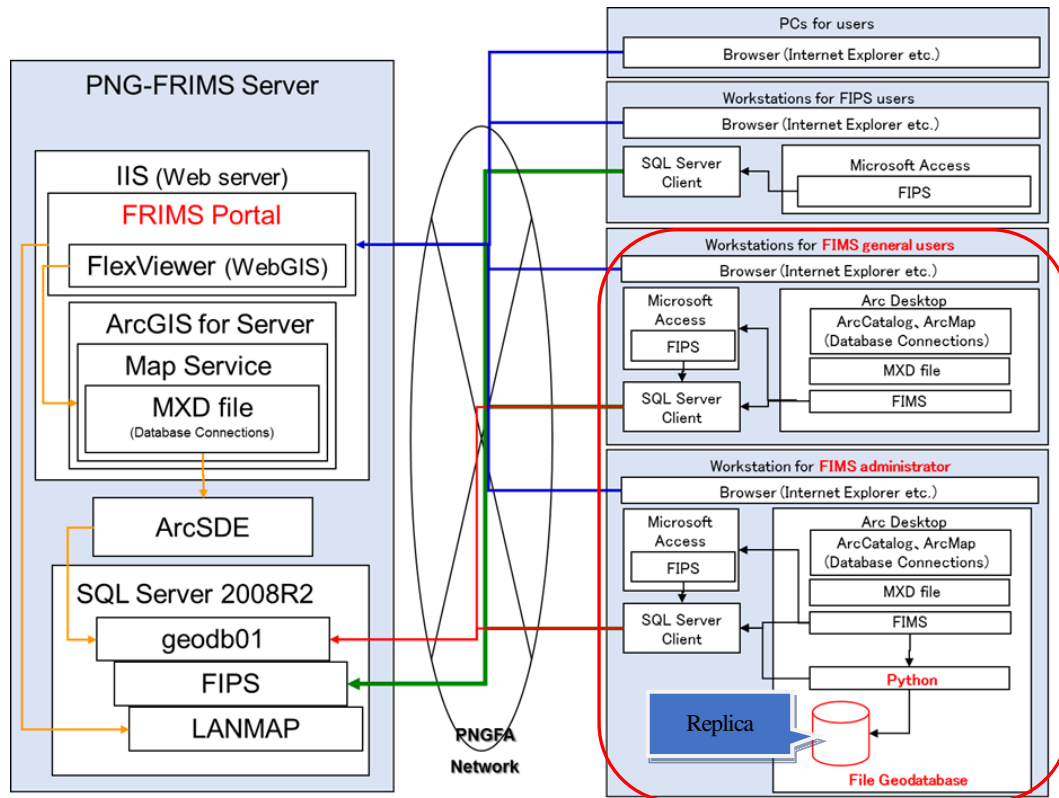 PNG-FRIMS Server
IIS (Web server)
FRIMS Portal
FlexViewer (WebGIS)
ArcGIS for Server
Map Service
MXD file
(Database Connections)
ArcSDE
SQL Server 2008R2
geodb01
FIPS
LANMAP
PNGFA
Network
PCs for users
Browser (Internet Explorer etc.)
Workstations for FIPS users
Browser (Internet Explorer etc.)
SQL Server
Client
Microsoft Access
FIPS
Workstations for FIMS general users
Browser (Internet Explorer etc.)
Microsoft
Access
FIPS
SQL Server
Client
Arc Desktop
ArcCatalog、ArcMap
(Database Connections)
MXD file
FIMS
Workstation for FIMS administrator
Browser (Internet Explorer etc.)
Microsoft
Access
FIPS
SQL Server
Client
Arc Desktop
ArcCatalog、ArcMap
(Database Connections)
MXD file
FIMS
Python
Replica
File Geodatabase